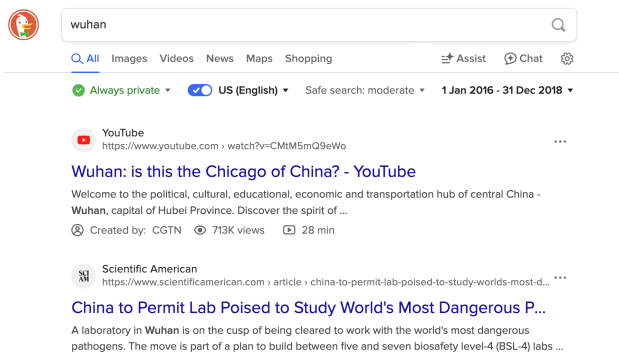 wuhan
All Images Videos News Maps Shopping Assist Chat
Always private US (English) Safe search: moderate 1 Jan 2016 - 31 Dec 2018
YouTube
https://www.youtube.com › watch?v=CMtM5mQ9eWo
Wuhan: is this the Chicago of China? - YouTube
Welcome to the political, cultural, educational, economic and transportation hub of central China -
Wuhan, capital of Hubei Province. Discover the spirit of ...
Created by: CGTN 713K views 28 min
SCI
AM
Scientific American
https://www.scientificamerican.com › article › china-to-permit-lab-poised-to-study-worlds-most-d...
China to Permit Lab Poised to Study World's Most Dangerous P...
A laboratory in Wuhan is on the cusp of being cleared to work with the world's most dangerous
pathogens. The move is part of a plan to build between five and seven biosafety level-4 (BSL-4) labs ...